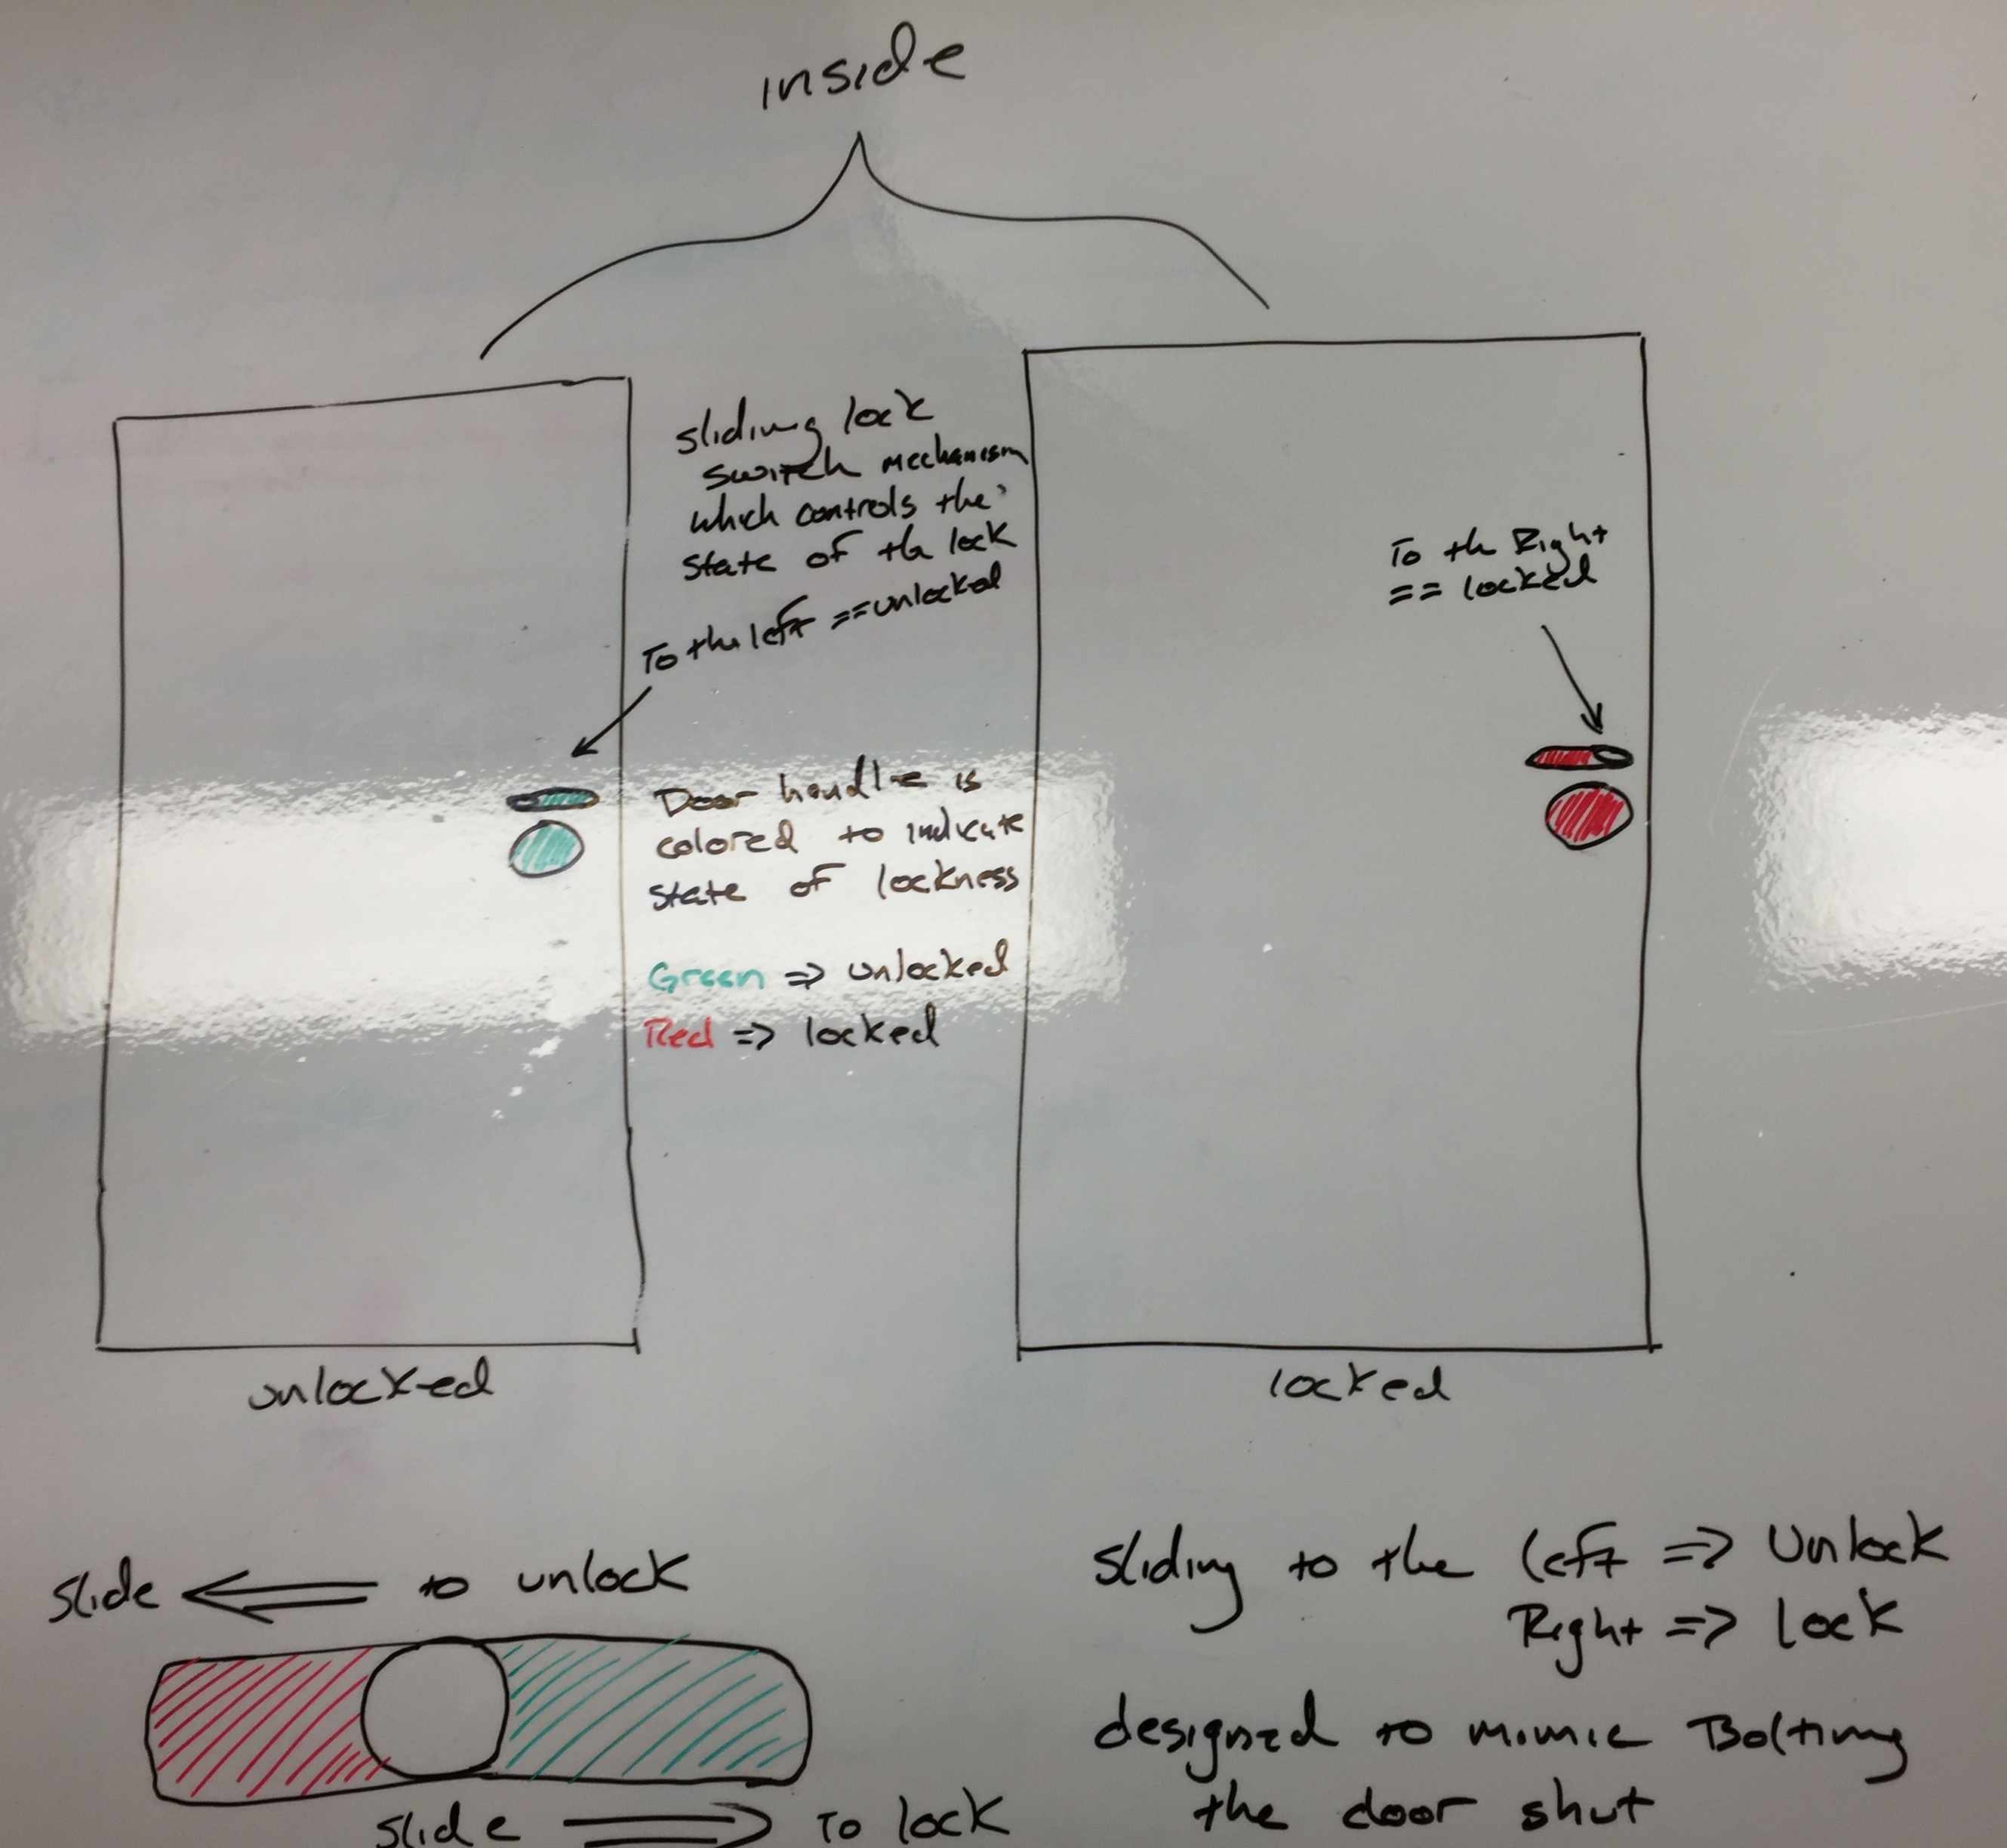 inside
sliding lock
switch mechanism
which controls the
state of th lock
To the left == unlocked
To th Right
== locked
Door handle is
colored to indicate
state of lockness
Green => unlocked
Red => locked
unlocked
locked
slide <= to unlock
slide => To lock
sliding to the left => Unlock
Right => lock
designed to mimic Bolting
the door shut